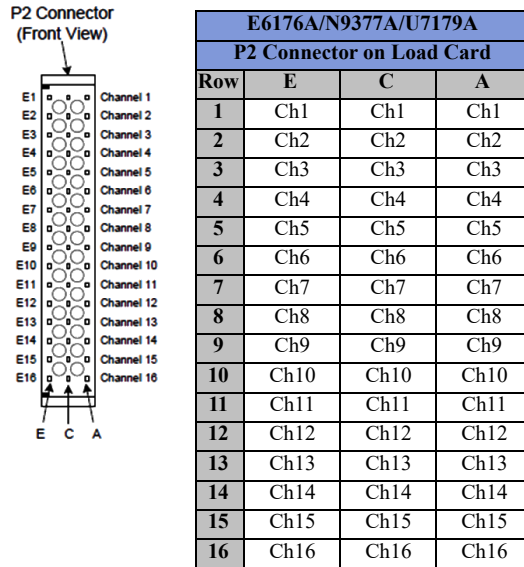 P2 Connector
(Front View)
E1 Channel 1
E2 Channel 2
E3 Channel 3
E4 Channel 4
E5 Channel 5
E6 Channel 6
E7 Channel 7
E8 Channel 8
E9 Channel 9
E10 Channel 10
E11 Channel 11
E12 Channel 12
E13 Channel 13
E14 Channel 14
E15 Channel 15
E16 Channel 16
E C A
E6176A/N9377A/U7179A
P2 Connector on Load Card
Row E C A
1 Ch1 Ch1 Ch1
2 Ch2 Ch2 Ch2
3 Ch3 Ch3 Ch3
4 Ch4 Ch4 Ch4
5 Ch5 Ch5 Ch5
6 Ch6 Ch6 Ch6
7 Ch7 Ch7 Ch7
8 Ch8 Ch8 Ch8
9 Ch9 Ch9 Ch9
10 Ch10 Ch10 Ch10
11 Ch11 Ch11 Ch11
12 Ch12 Ch12 Ch12
13 Ch13 Ch13 Ch13
14 Ch14 Ch14 Ch14
15 Ch15 Ch15 Ch15
16 Ch16 Ch16 Ch16